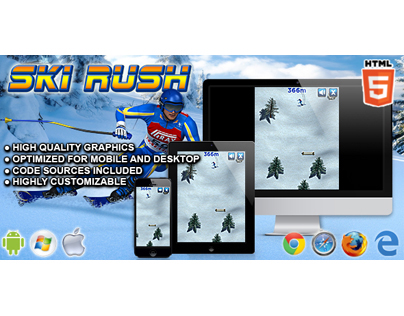 SKI RUSH
HTML
5
• HIGH QUALITY GRAPHICS
• OPTIMIZED FOR MOBILE AND DESKTOP
• CODE SOURCES INCLUDED
• HIGHLY CUSTOMIZABLE
366m
366m
366m